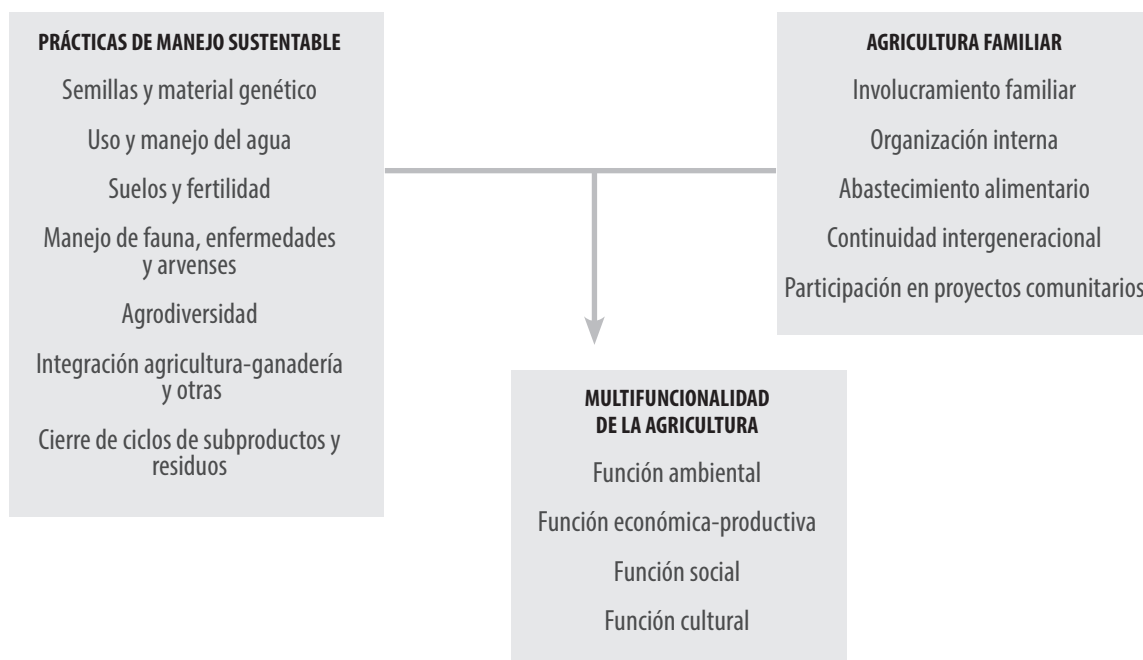 PRÁCTICAS DE MANEJO SUSTENTABLE
Semillas y material genético
Uso y manejo del agua
Suelos y fertilidad
Manejo de fauna, enfermedades
y arvenses
Agrodiversidad
Integración agricultura-ganadería
y otras
Cierre de ciclos de subproductos y
residuos
AGRICULTURA FAMILIAR
Involucramiento familiar
Organización interna
Abastecimiento alimentario
Continuidad intergeneracional
Participación en proyectos comunitarios
MULTIFUNCIONALIDAD
DE LA AGRICULTURA
Función ambiental
Función económica-productiva
Función social
Función cultural